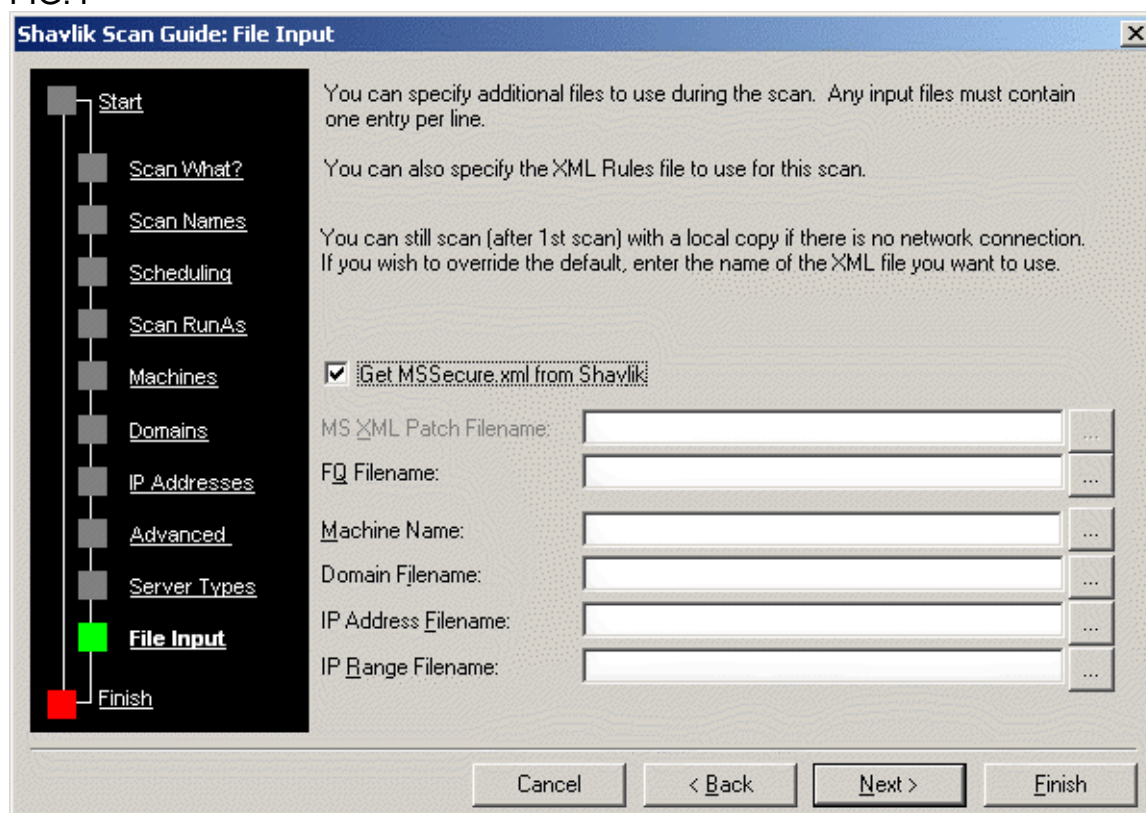 Shavlik Scan Guide: File Input
Start
Scan What?
Scan Names
Scheduling
Scan RunAs
Machines
Domains
IP Addresses
Advanced
Server Types
File Input
Finish
You can specify additional files to use during the scan. Any input files must contain
one entry per line.
You can also specify the XML Rules file to use for this scan.
You can still scan (after 1st scan) with a local copy if there is no network connection.
If you wish to override the default, enter the name of the XML file you want to use.
Get MSSecure.xml from Shavlik
MS XML Patch Filename: ...
FQ Filename: ...
Machine Name: ...
Domain Filename: ...
IP Address Filename: ...
IP Range Filename: ...
Cancel < Back Next > Finish